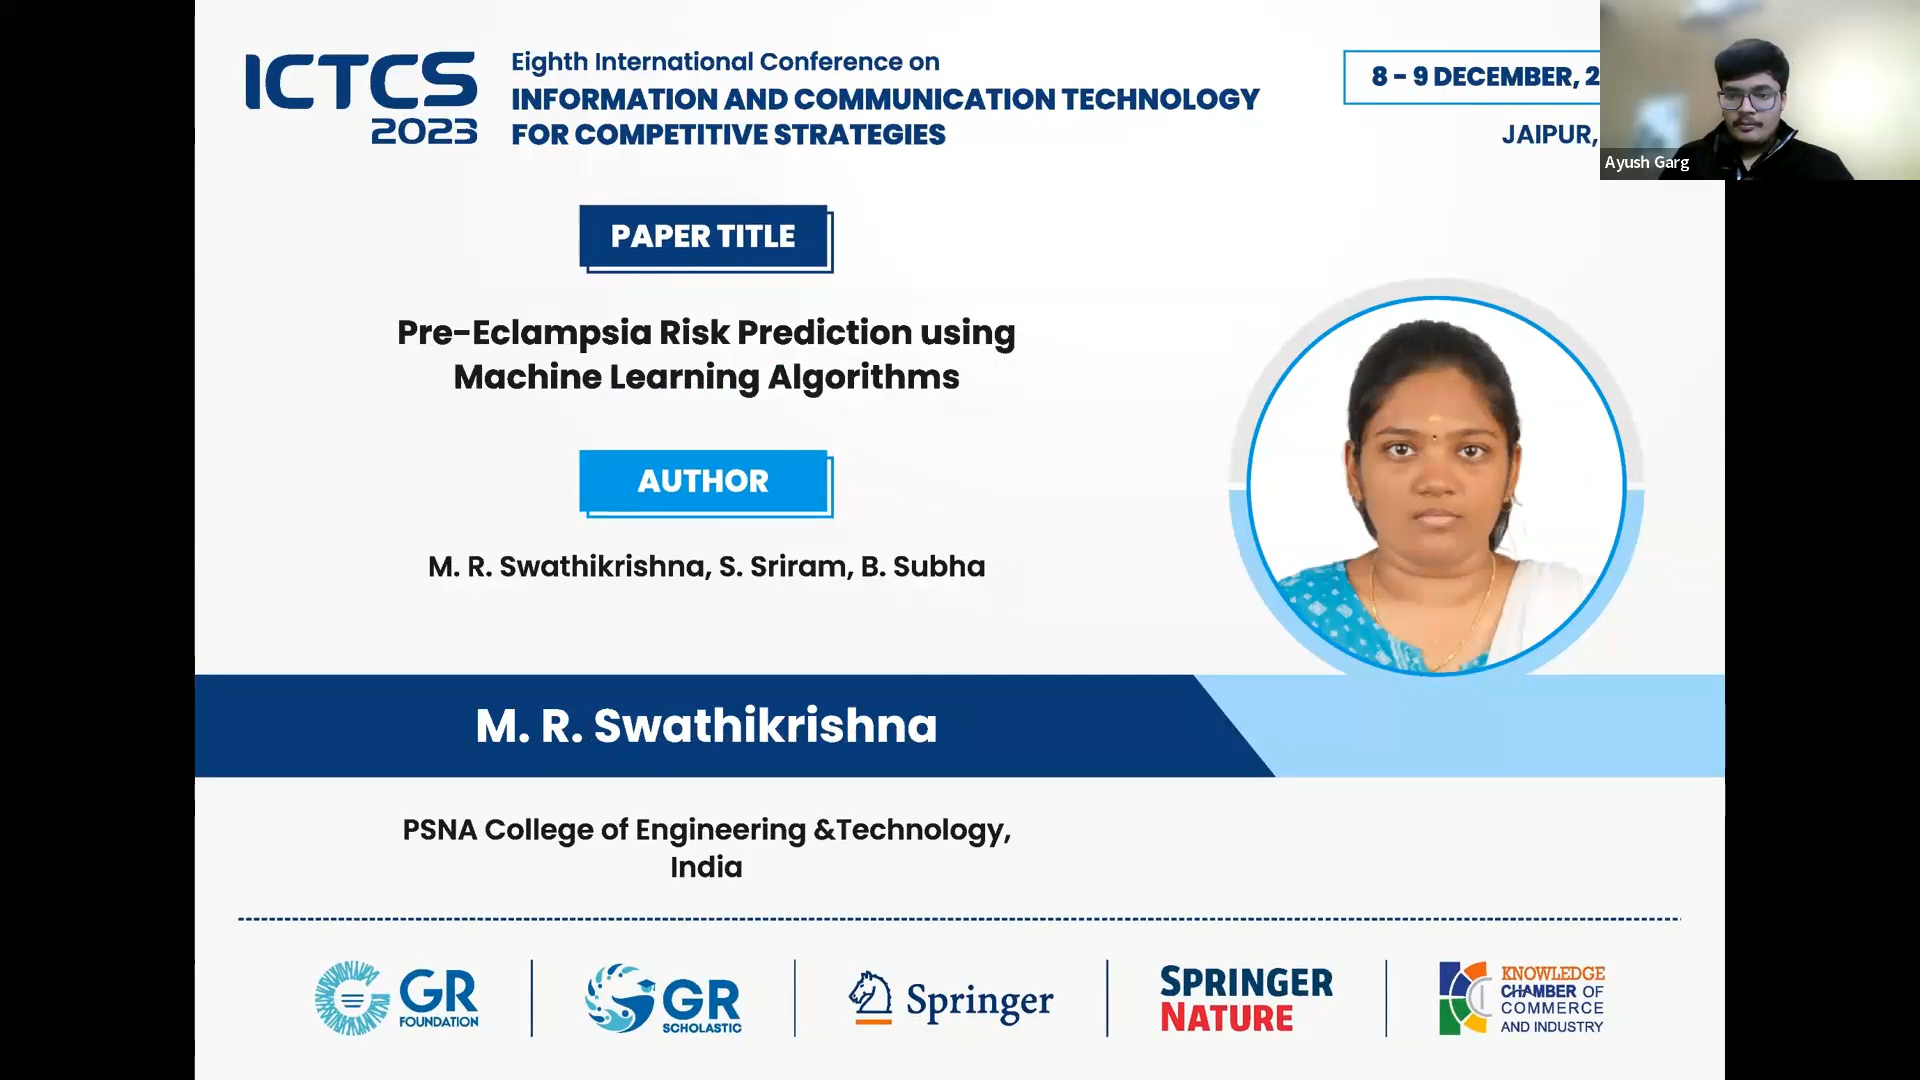 ICTCS
2023
Eighth International Conference on
INFORMATION AND COMMUNICATION TECHNOLOGY
FOR COMPETITIVE STRATEGIES
8 - 9 DECEMBER, 2
JAIPUR,
Ayush Garg
PAPER TITLE
Pre-Eclampsia Risk Prediction using
Machine Learning Algorithms
AUTHOR
M. R. Swathikrishna, S. Sriram, B. Subha
M. R. Swathikrishna
PSNA College of Engineering &Technology,
India
GR
FOUNDATION
GR
SCHOLASTIC
Springer
SPRINGER
NATURE
KNOWLEDGE
CHAMBER OF
COMMERCE
AND INDUSTRY